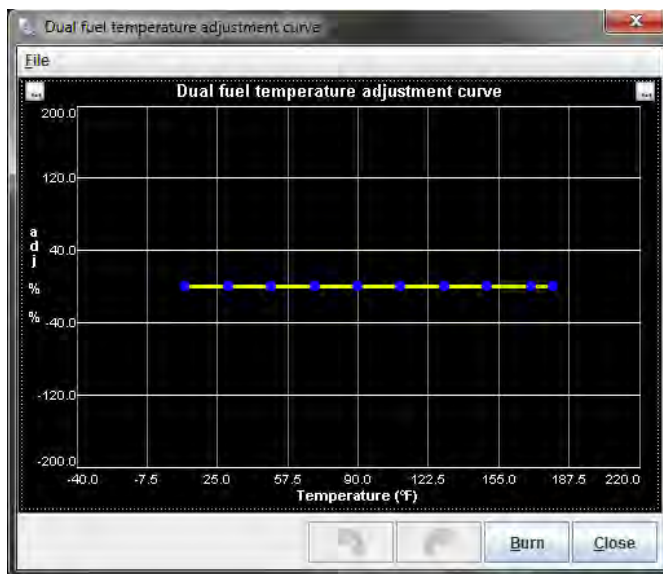 Dual fuel temperature adjustment curve
File
Dual fuel temperature adjustment curve
200.0
120.0
40.0
-40.0
-120.0
-200.0
adj % %
-40.0 -7.5 25.0 57.5 90.0 122.5 155.0 187.5 220.0
Temperature (°F)
Burn Close